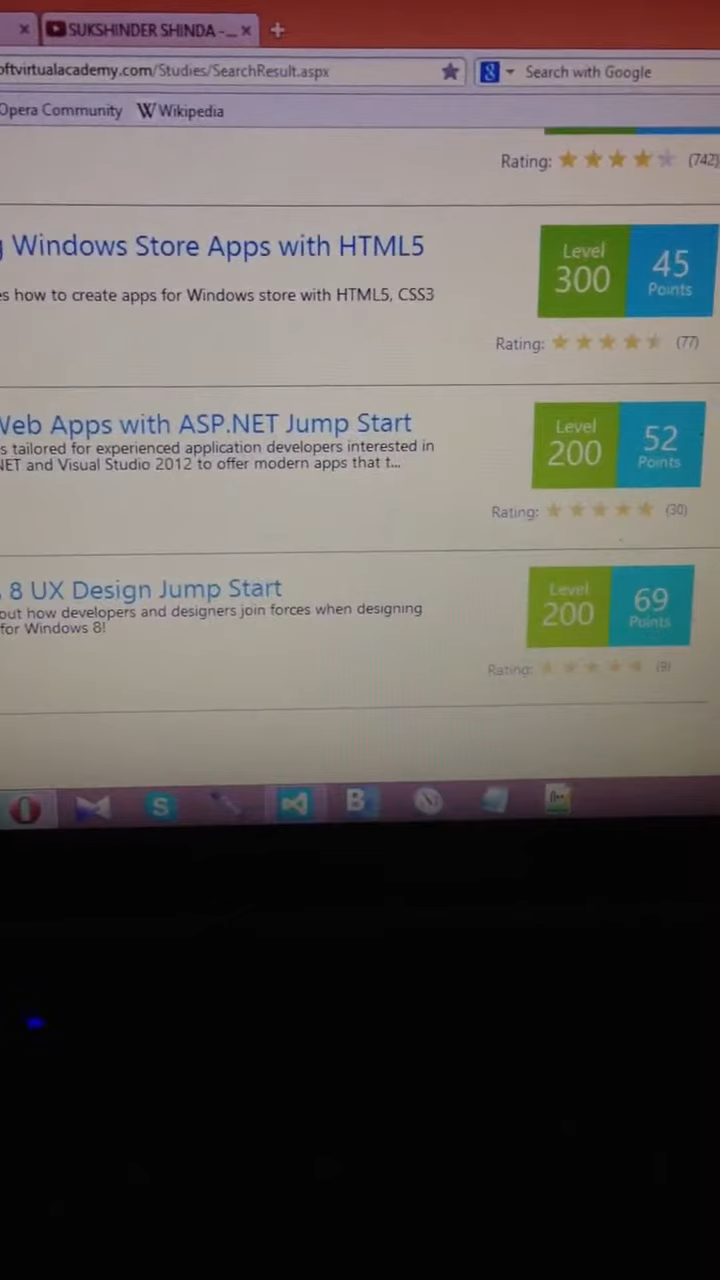 SUKSHINDER SHINDA -...
oftvirtualacademy.com/Studies/SearchResult.aspx
Search with Google
Opera Community
Wikipedia
Rating: (742)
Windows Store Apps with HTML5
Level 300
45 Points
es how to create apps for Windows store with HTML5, CSS3
Rating: (77)
Web Apps with ASP.NET Jump Start
s tailored for experienced application developers interested in
NET and Visual Studio 2012 to offer modern apps that t...
Level 200
52 Points
Rating: (30)
8 UX Design Jump Start
out how developers and designers join forces when designing
for Windows 8!
Level 200
69 Points
Rating: (9)